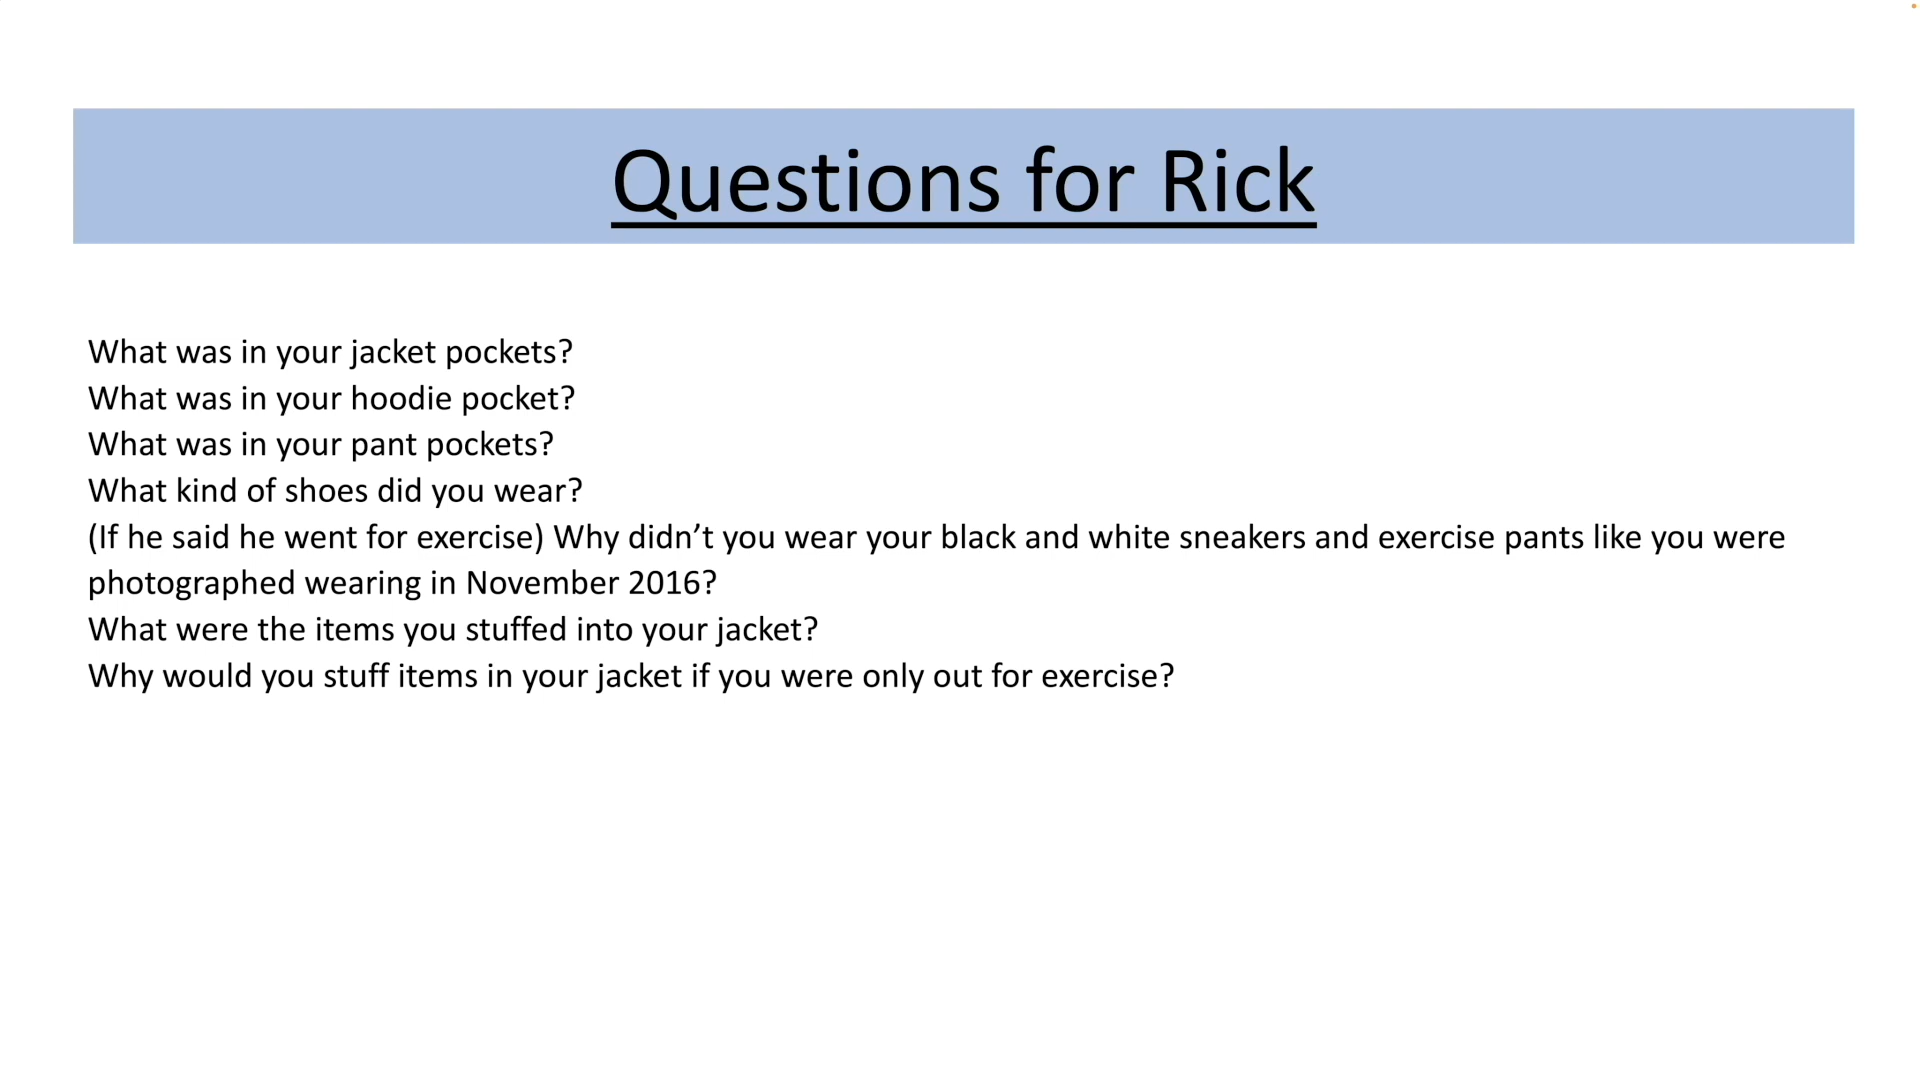 Questions for Rick
What was in your jacket pockets?
What was in your hoodie pocket?
What was in your pant pockets?
What kind of shoes did you wear?
(If he said he went for exercise) Why didn’t you wear your black and white sneakers and exercise pants like you were
photographed wearing in November 2016?
What were the items you stuffed into your jacket?
Why would you stuff items in your jacket if you were only out for exercise?